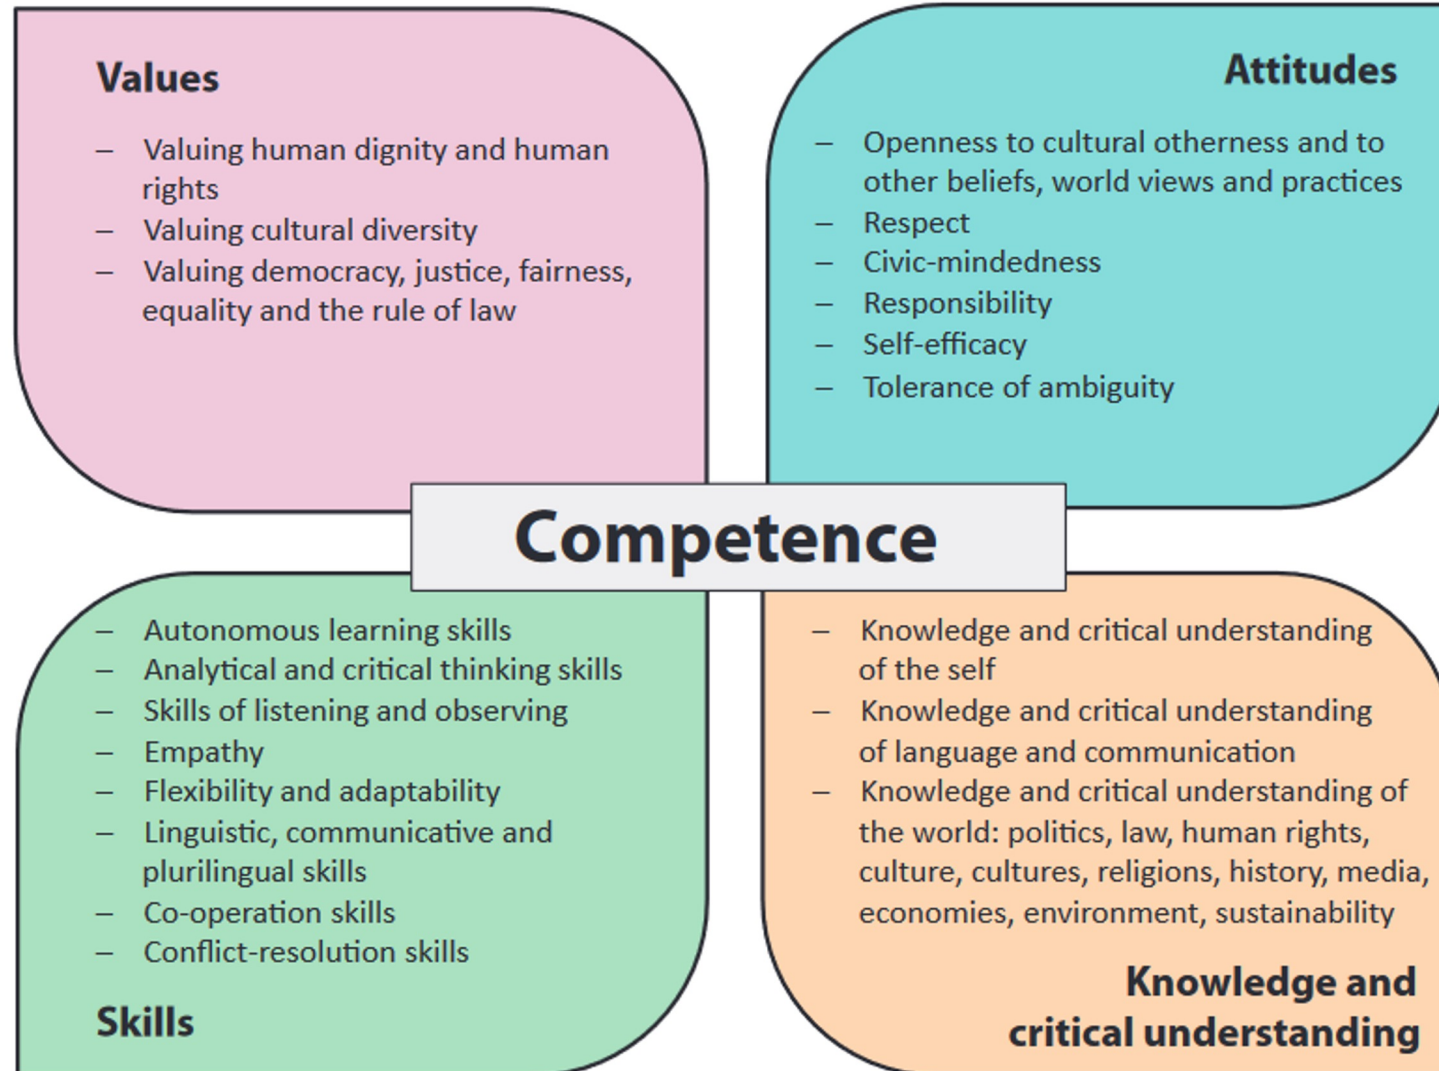 Values
– Valuing human dignity and human
rights
– Valuing cultural diversity
– Valuing democracy, justice, fairness,
equality and the rule of law
Attitudes
– Openness to cultural otherness and to
other beliefs, world views and practices
– Respect
– Civic-mindedness
– Responsibility
– Self-efficacy
– Tolerance of ambiguity
Competence
– Autonomous learning skills
– Analytical and critical thinking skills
– Skills of listening and observing
– Empathy
– Flexibility and adaptability
– Linguistic, communicative and
plurilingual skills
– Co-operation skills
– Conflict-resolution skills
Skills
– Knowledge and critical understanding
of the self
– Knowledge and critical understanding
of language and communication
– Knowledge and critical understanding of
the world: politics, law, human rights,
culture, cultures, religions, history, media,
economies, environment, sustainability
Knowledge and
critical understanding